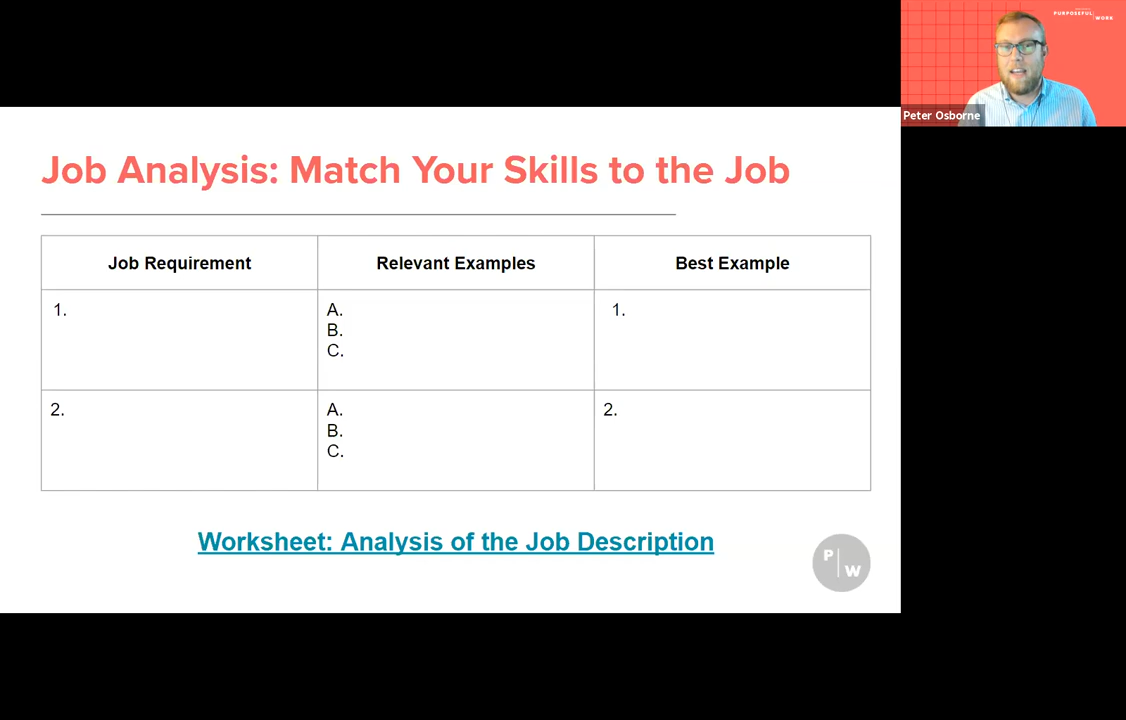 PURPOSEFUL WORK
Peter Osborne
Job Analysis: Match Your Skills to the Job
Job Requirement
Relevant Examples
Best Example
1.
A.
B.
C.
1.
2.
A.
B.
C.
2.
Worksheet: Analysis of the Job Description
P
W